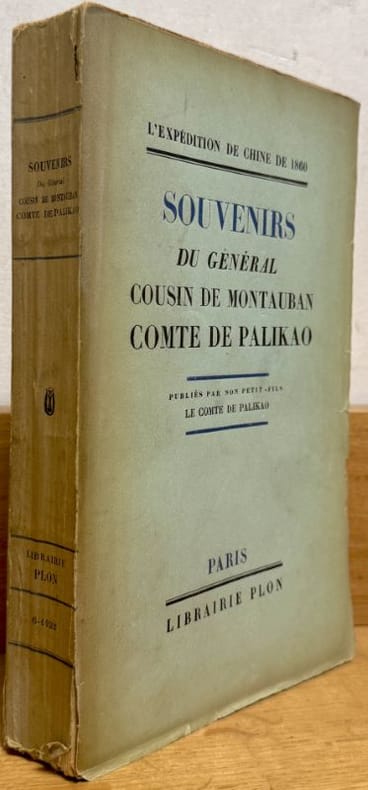 L'EXPÉDITION DE CHINE DE 1860
SOUVENIRS
DU GÉNÉRAL
COUSIN DE MONTAUBAN
COMTE DE PALIKAO
PUBLIÉS PAR SON PETIT-FILS
LE COMTE DE PALIKAO
PARIS
LIBRAIRIE PLON
SOUVENIRS
Du Général
COUSIN DE MONTAUBAN
COMTE DE PALIKAO
LIBRAIRIE
PLON